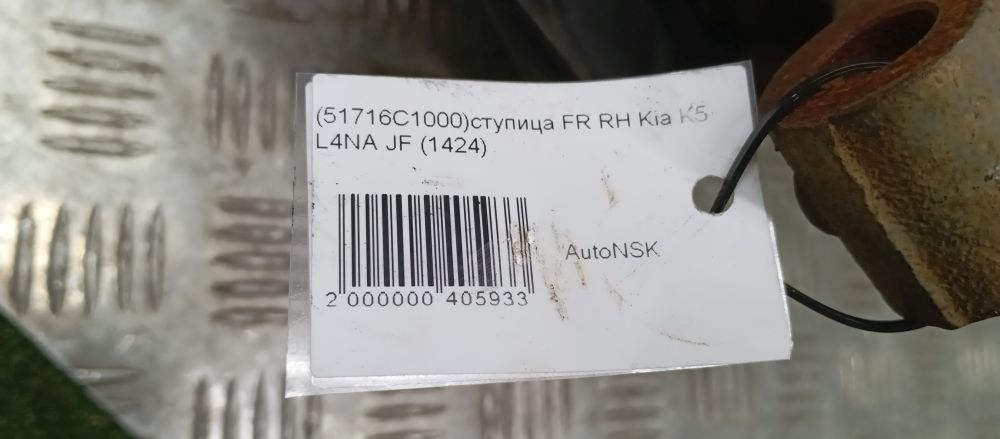 (51716C1000)ступица FR RH Kia K5
L4NA JF (1424)
AutoNSK
2 000000 405933